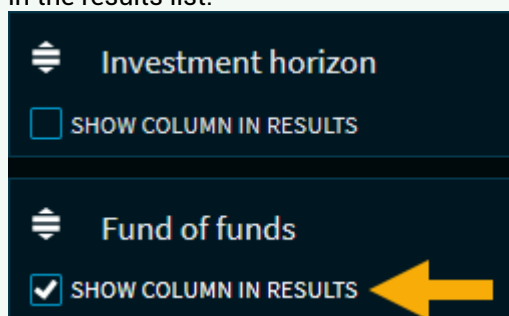 in the results list.
Investment horizon
SHOW COLUMN IN RESULTS
Fund of funds
SHOW COLUMN IN RESULTS